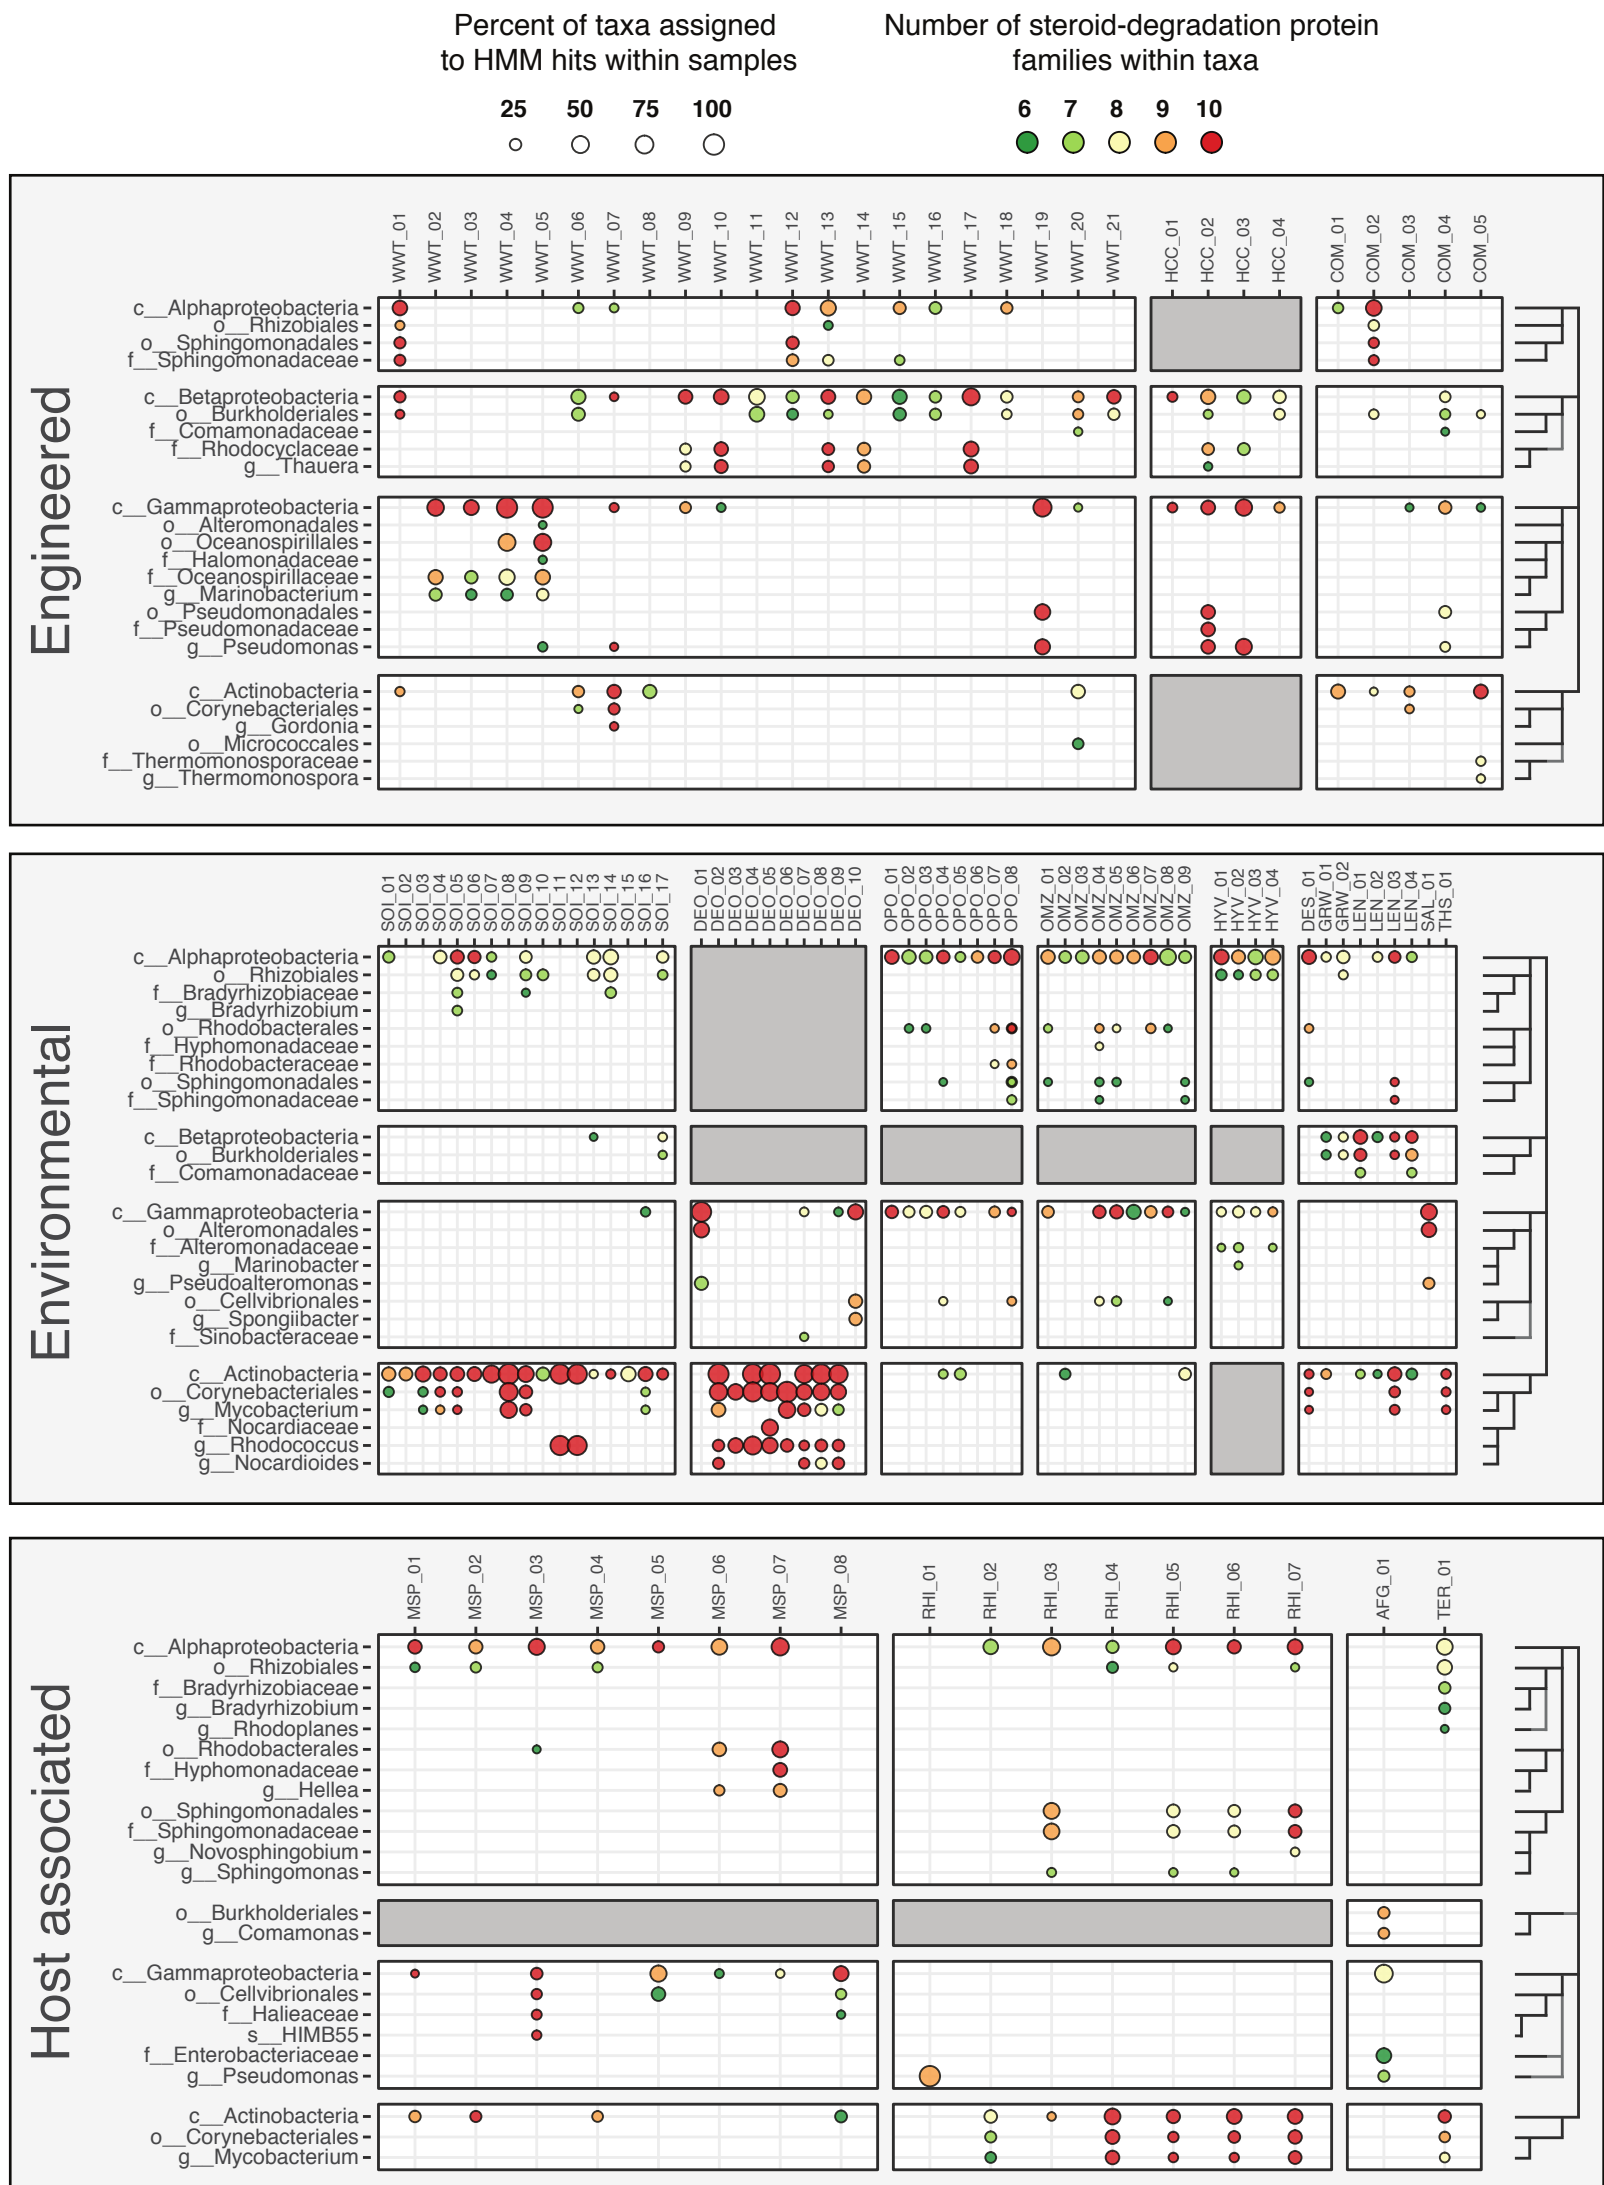 Percent of taxa assigned
to HMM hits within samples
25 50 75 100
Number of steroid-degradation protein
families within taxa
6 7 8 9 10
Engineered
WWT_01 WWT_02 WWT_03 WWT_04 WWT_05 WWT_06 WWT_07 WWT_08 WWT_09 WWT_10 WWT_11 WWT_12 WWT_13 WWT_14 WWT_15 WWT_16 WWT_17 WWT_18 WWT_19 WWT_20 WWT_21 HCC_01 HCC_02 HCC_03 HCC_04 COM_01 COM_02 COM_03 COM_04 COM_05
c__Alphaproteobacteria
o__Rhizobiales
o__Sphingomonadales
f__Sphingomonadaceae
c__Betaproteobacteria
o__Burkholderiales
f__Comamonadaceae
f__Rhodocyclaceae
g__Thauera
c__Gammaproteobacteria
o__Alteromonadales
o__Oceanospirillales
f__Halomonadaceae
f__Oceanospirillaceae
g__Marinobacterium
o__Pseudomonadales
f__Pseudomonadaceae
g__Pseudomonas
c__Actinobacteria
o__Corynebacteriales
g__Gordonia
o__Micrococcales
f__Thermomonosporaceae
g__Thermomonospora
Environmental
SOI_01 SOI_02 SOI_03 SOI_04 SOI_05 SOI_06 SOI_07 SOI_08 SOI_09 SOI_10 SOI_11 SOI_12 SOI_13 SOI_14 SOI_15 SOI_16 SOI_17 DEO_01 DEO_02 DEO_03 DEO_04 DEO_05 DEO_06 DEO_07 DEO_08 DEO_09 DEO_10 OPO_01 OPO_02 OPO_03 OPO_04 OPO_05 OPO_06 OPO_07 OPO_08 OMZ_01 OMZ_02 OMZ_03 OMZ_04 OMZ_05 OMZ_06 OMZ_07 OMZ_08 OMZ_09 HYV_01 HYV_02 HYV_03 HYV_04 DES_01 GRW_01 GRW_02 LEN_01 LEN_02 LEN_03 LEN_04 SAL_01 THS_01
c__Alphaproteobacteria
o__Rhizobiales
f__Bradyrhizobiaceae
g__Bradyrhizobium
o__Rhodobacterales
f__Hyphomonadaceae
f__Rhodobacteraceae
o__Sphingomonadales
f__Sphingomonadaceae
c__Betaproteobacteria
o__Burkholderiales
f__Comamonadaceae
c__Gammaproteobacteria
o__Alteromonadales
f__Alteromonadaceae
g__Marinobacter
g__Pseudoalteromonas
o__Cellvibrionales
g__Spongiibacter
f__Sinobacteraceae
c__Actinobacteria
o__Corynebacteriales
g__Mycobacterium
f__Nocardiaceae
g__Rhodococcus
g__Nocardioides
Host associated
MSP_01 MSP_02 MSP_03 MSP_04 MSP_05 MSP_06 MSP_07 MSP_08 RHI_01 RHI_02 RHI_03 RHI_04 RHI_05 RHI_06 RHI_07 AFG_01 TER_01
c__Alphaproteobacteria
o__Rhizobiales
f__Bradyrhizobiaceae
g__Bradyrhizobium
g__Rhodoplanes
o__Rhodobacterales
f__Hyphomonadaceae
g__Hellea
o__Sphingomonadales
f__Sphingomonadaceae
g__Novosphingobium
g__Sphingomonas
o__Burkholderiales
g__Comamonas
c__Gammaproteobacteria
o__Cellvibrionales
f__Halieaceae
s__HIMB55
f__Enterobacteriaceae
g__Pseudomonas
c__Actinobacteria
o__Corynebacteriales
g__Mycobacterium